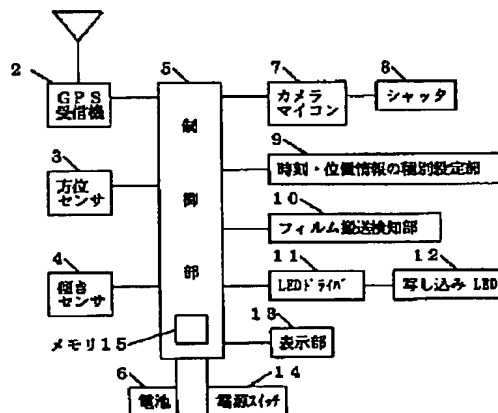 2
GPS
受信機
3
方位
センサ
4
傾き
センサ
5
制
御
部
メモリ15
6
電池
7
カメラ
マイコン
8
シャッタ
9
時刻・位置情報の種別設定部
10
フィルム搬送検知部
11
LEDドライバ
12
写し込みLED
13
表示部
14
電源スイッチ